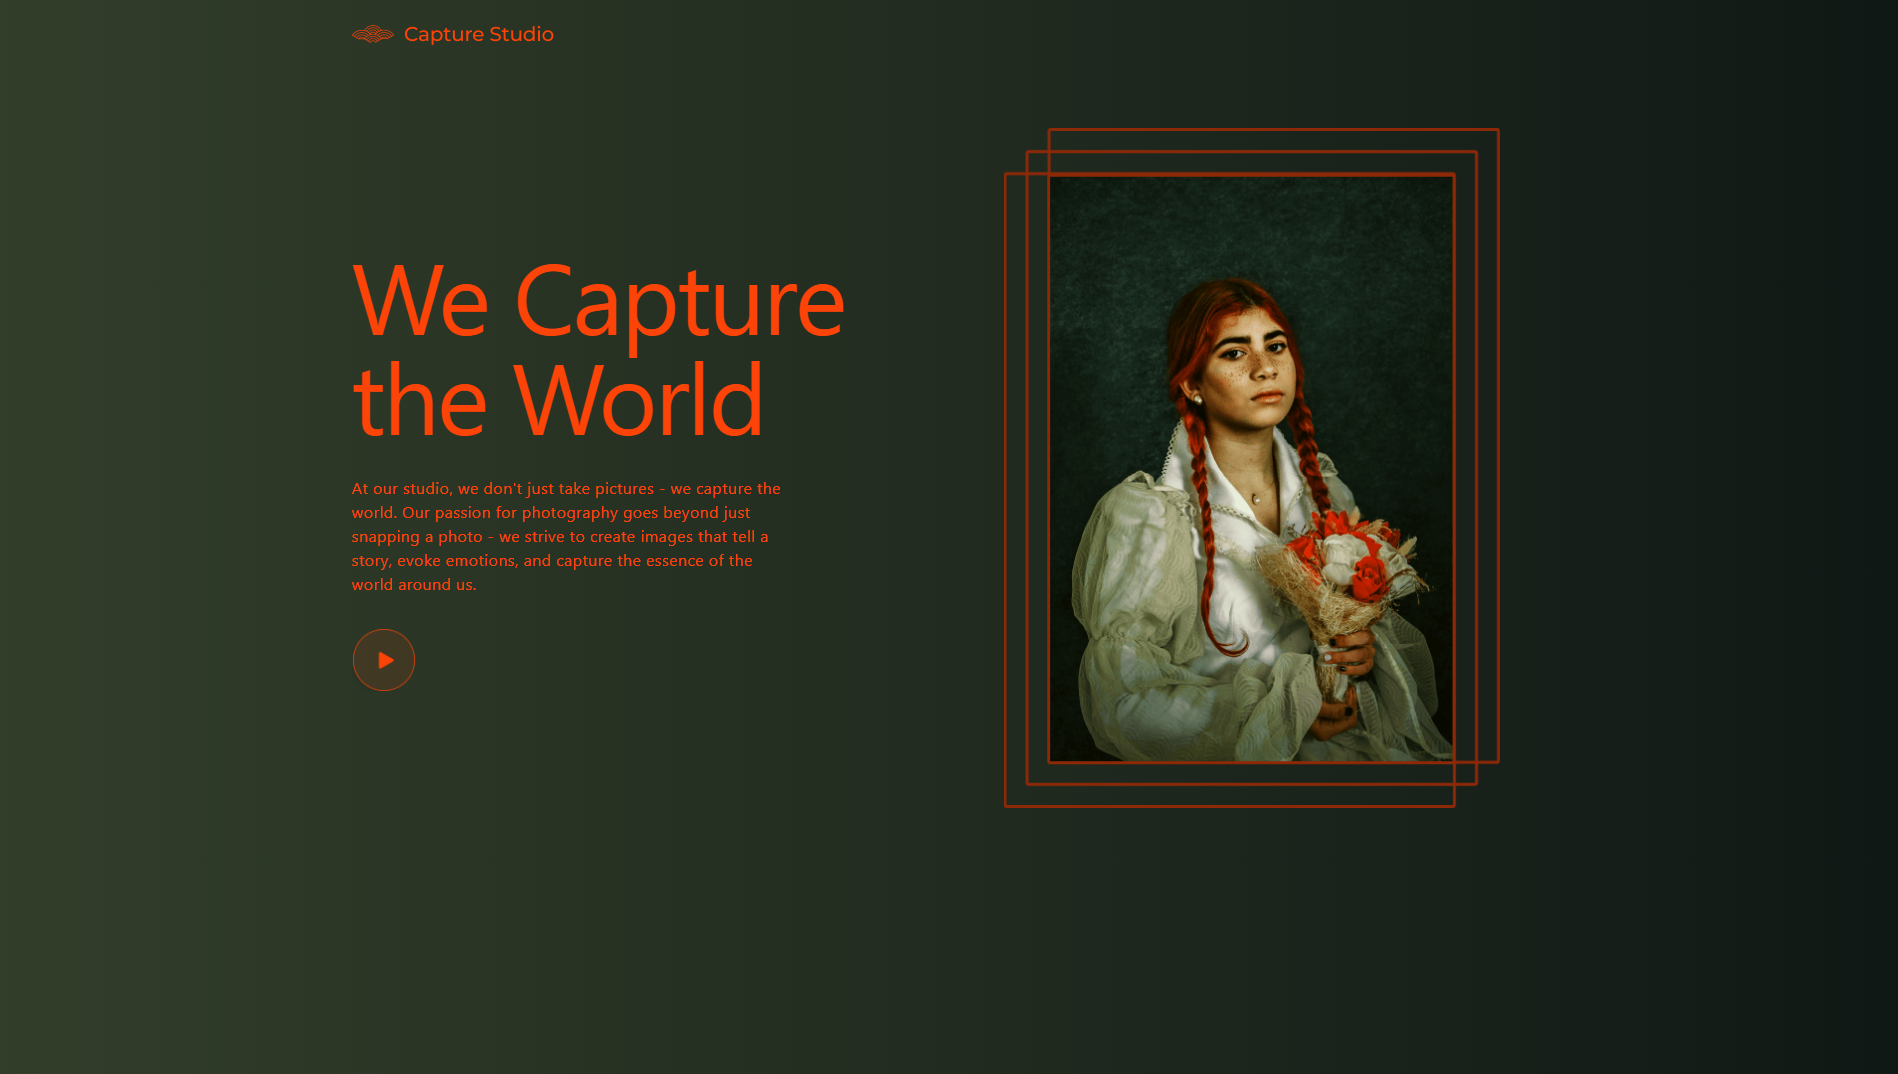 Capture Studio
We Capture
the World
At our studio, we don't just take pictures - we capture the
world. Our passion for photography goes beyond just
snapping a photo - we strive to create images that tell a
story, evoke emotions, and capture the essence of the
world around us.